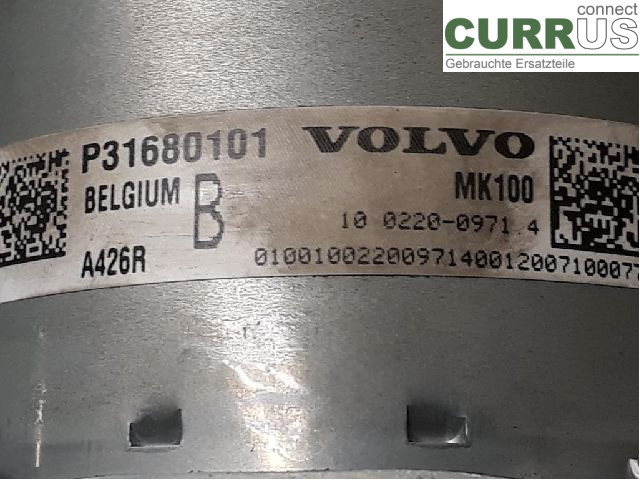 connect
CURRUS
Gebrauchte Ersatzteile
P31680101 VOLVO
BELGIUM B MK100
10 0220-0971 4
A426R 0100100220097140012007100077